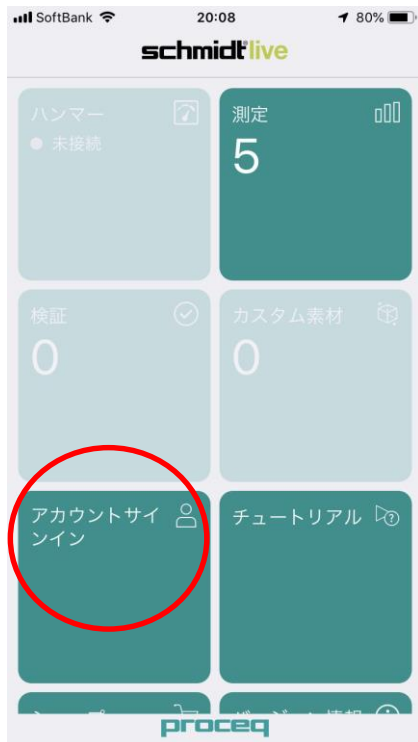 SoftBank 20:08 80%
schmidt live
ハンマー
未接続
測定
5
検証
0
カスタム素材
0
アカウントサイ
ンイン
チュートリアル
proceq